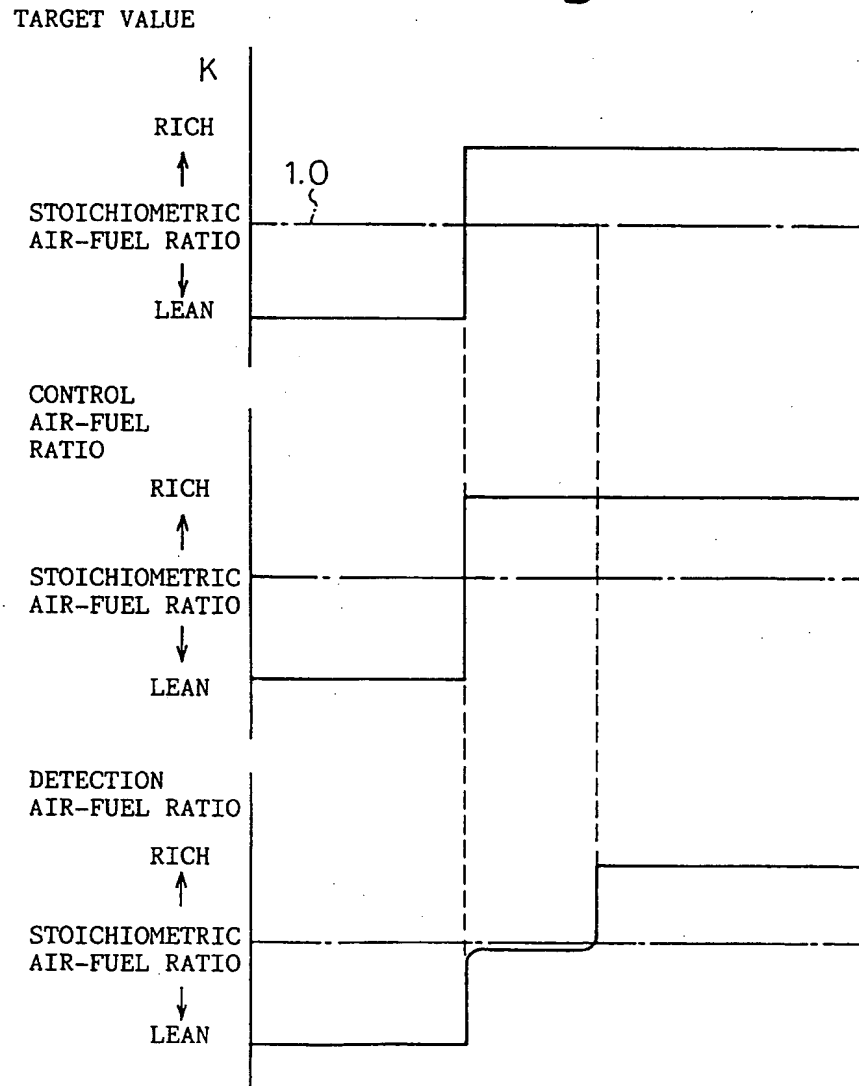 TARGET VALUE
K
RICH
↑
1.0
STOICHIOMETRIC
AIR-FUEL RATIO
↓
LEAN
CONTROL
AIR-FUEL
RATIO
RICH
↑
STOICHIOMETRIC
AIR-FUEL RATIO
↓
LEAN
DETECTION
AIR-FUEL RATIO
RICH
↑
STOICHIOMETRIC
AIR-FUEL RATIO
↓
LEAN